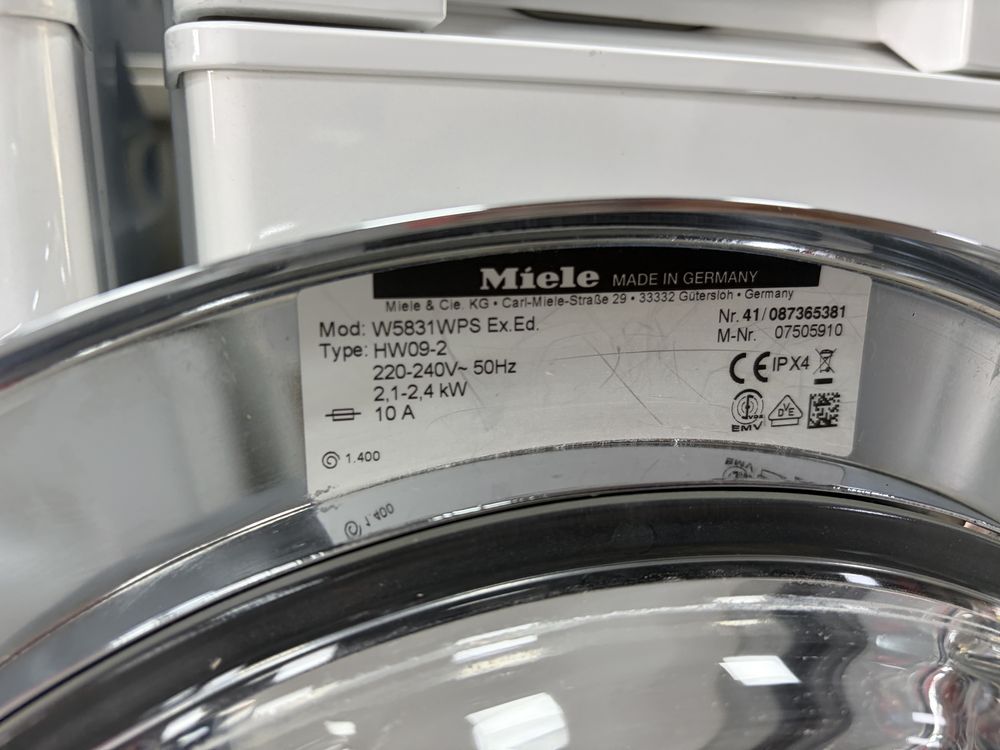 Miele MADE IN GERMANY
Miele & Cie. KG • Carl-Miele-Straße 29 • 33332 Gütersloh • Germany
Mod: W5831WPS Ex.Ed.
Nr. 41/087365381
Type: HW09-2
M-Nr. 07505910
220-240V~ 50Hz
CE IPX4
2,1-2,4 kW
10 A
VDE
EMV
DVE
1.400